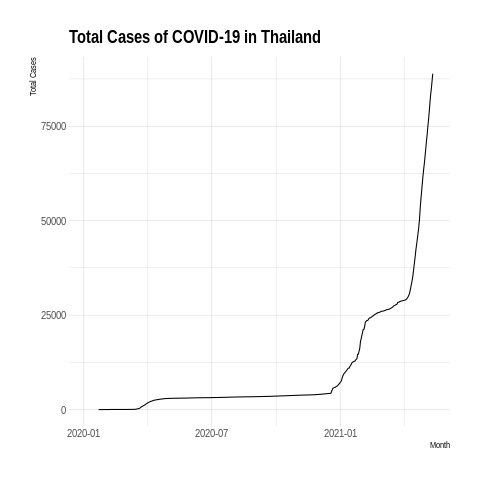 Total Cases of COVID-19 in Thailand
Total Cases
75000
50000
25000
0
2020-01
2020-07
2021-01
Month